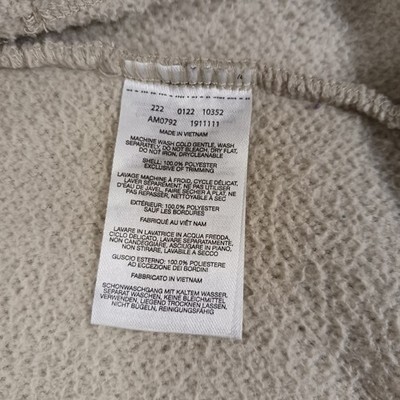 222 0122 10352
AM0792 1911111
MADE IN VIETNAM
MACHINE WASH COLD GENTLE, WASH
SEPARATELY, DO NOT BLEACH, DRY FLAT,
DO NOT IRON, DRYCLEANABLE
SHELL: 100.0% POLYESTER
EXCLUSIVE OF TRIMMING
LAVAGE MACHINE À FROID, CYCLE DÉLICAT,
LAVER SÉPARÉMENT, NE PAS UTILISER
D'EAU DE JAVEL, FAIRE SÉCHER À PLAT, NE
PAS REPASSER, NETTOYABLE À SEC
EXTÉRIEUR: 100.0% POLYESTER
SAUF LES BORDURES
FABRIQUÉ AU VIÊT NAM
LAVARE IN LAVATRICE IN ACQUA FREDDA,
CICLO DELICATO, LAVARE SEPARATAMENTE,
NON CANDEGGIARE, ASCIUGARE IN PIANO,
NON STIRARE, LAVABILE A SECCO
GUSCIO ESTERNO: 100.0% POLIESTERE
AD ECCEZIONE DEI BORDINI
FABBRICATO IN VIETNAM
SCHONWASCHGANG MIT KALTEM WASSER,
SEPARAT WASCHEN, KEINE BLEICHMITTEL
VERWENDEN, LIEGEND TROCKNEN LASSEN,
NICHT BÜGELN, REINIGUNGSFÄHIG